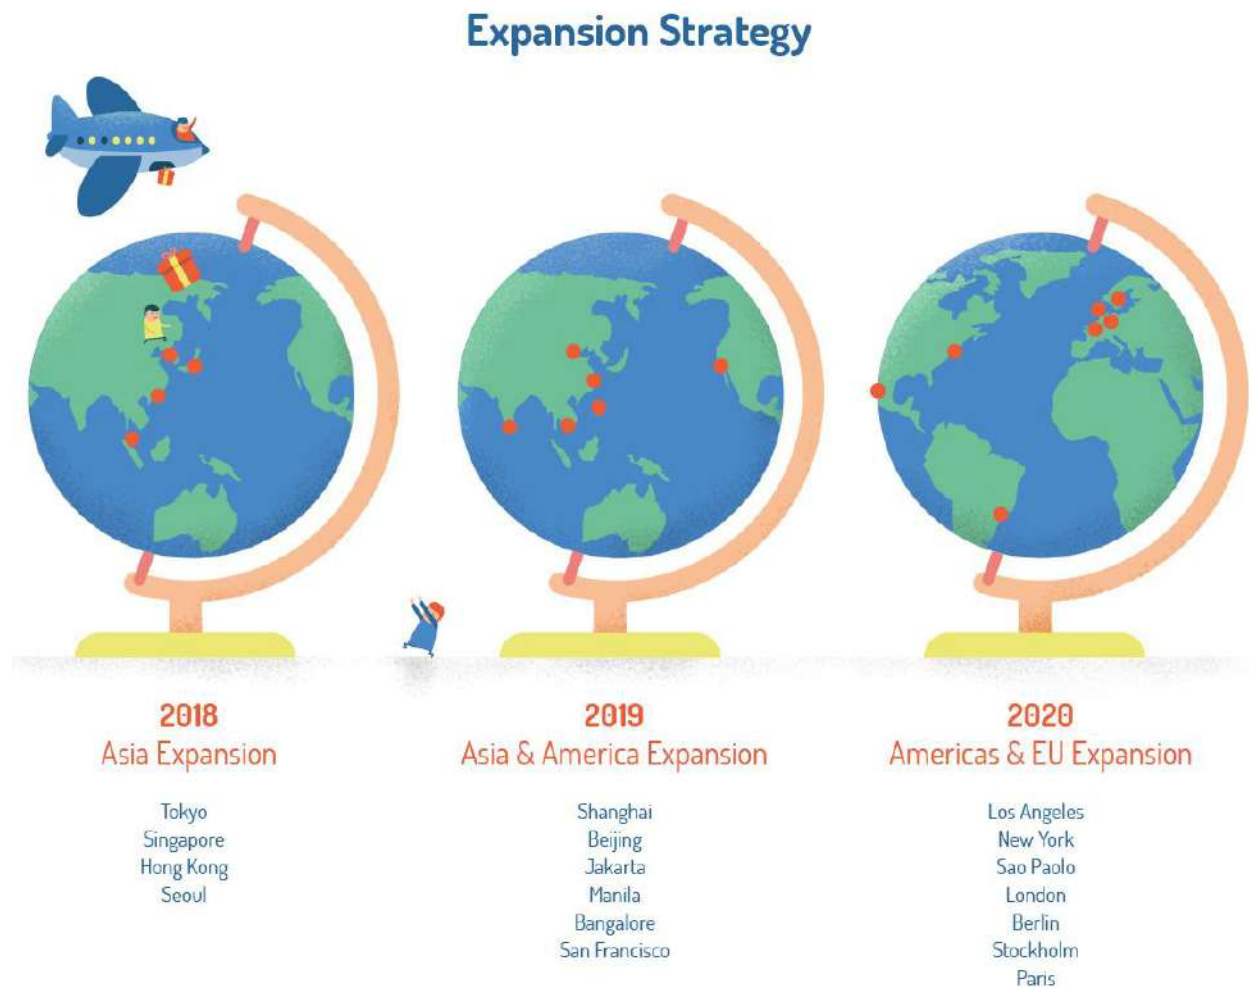 Expansion Strategy
2018
Asia Expansion
Tokyo
Singapore
Hong Kong
Seoul
2019
Asia & America Expansion
Shanghai
Beijing
Jakarta
Manila
Bangalore
San Francisco
2020
Americas & EU Expansion
Los Angeles
New York
Sao Paolo
London
Berlin
Stockholm
Paris